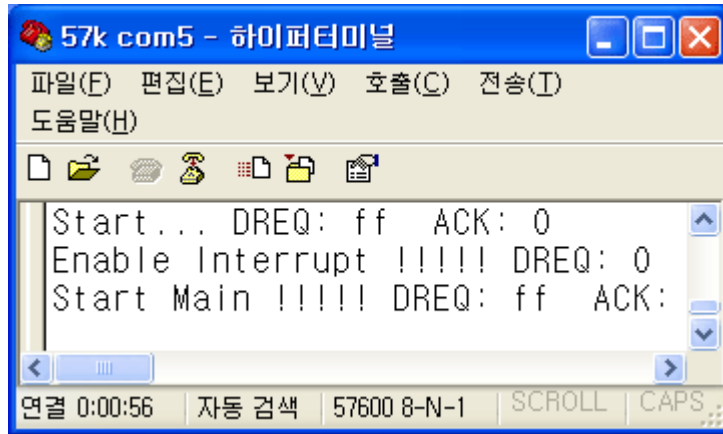 57k com5 - 하이퍼터미널
파일(F) 편집(E) 보기(V) 호출(C) 전송(T)
도움말(H)
Start... DREQ: ff ACK: 0
Enable Interrupt !!!!! DREQ: 0
Start Main !!!!! DREQ: ff ACK:
연결 0:00:56 자동 검색 57600 8-N-1 SCROLL CAPS